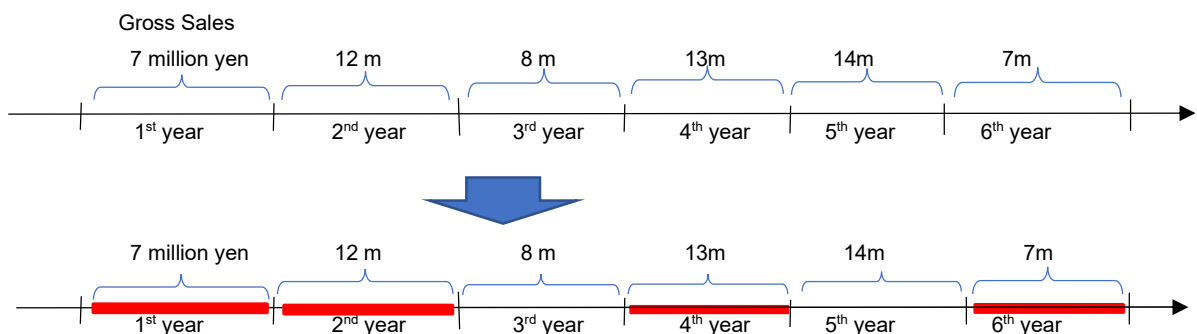 Gross Sales
7 million yen 12 m 8 m 13m 14m 7m
1st year 2nd year 3rd year 4th year 5th year 6th year
7 million yen 12 m 8 m 13m 14m 7m
1st year 2nd year 3rd year 4th year 5th year 6th year